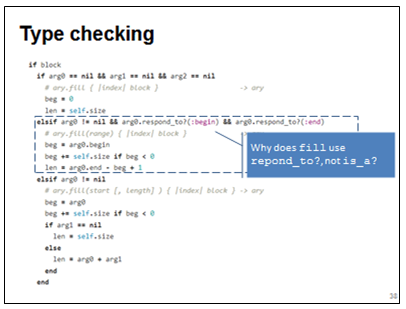 Type checking
if block
if arg0 == nil && arg1 == nil && arg2 == nil
# ary.fill { |index| block } -> ary
beg = 0
len = self.size
elsif arg0 != nil && arg0.respond_to?(:begin) && arg0.respond_to?(:end)
# ary.fill(range) { |index| block }
beg = arg0.begin
beg += self.size if beg < 0
len = arg0.end - beg + 1
Why does fill use
repond_to?, not is_a?
elsif arg0 != nil
# ary.fill(start [, length] ) { |index| block } -> ary
beg = arg0
beg += self.size if beg < 0
if arg1 == nil
len = self.size
else
len = arg0 + arg1
end
end
38